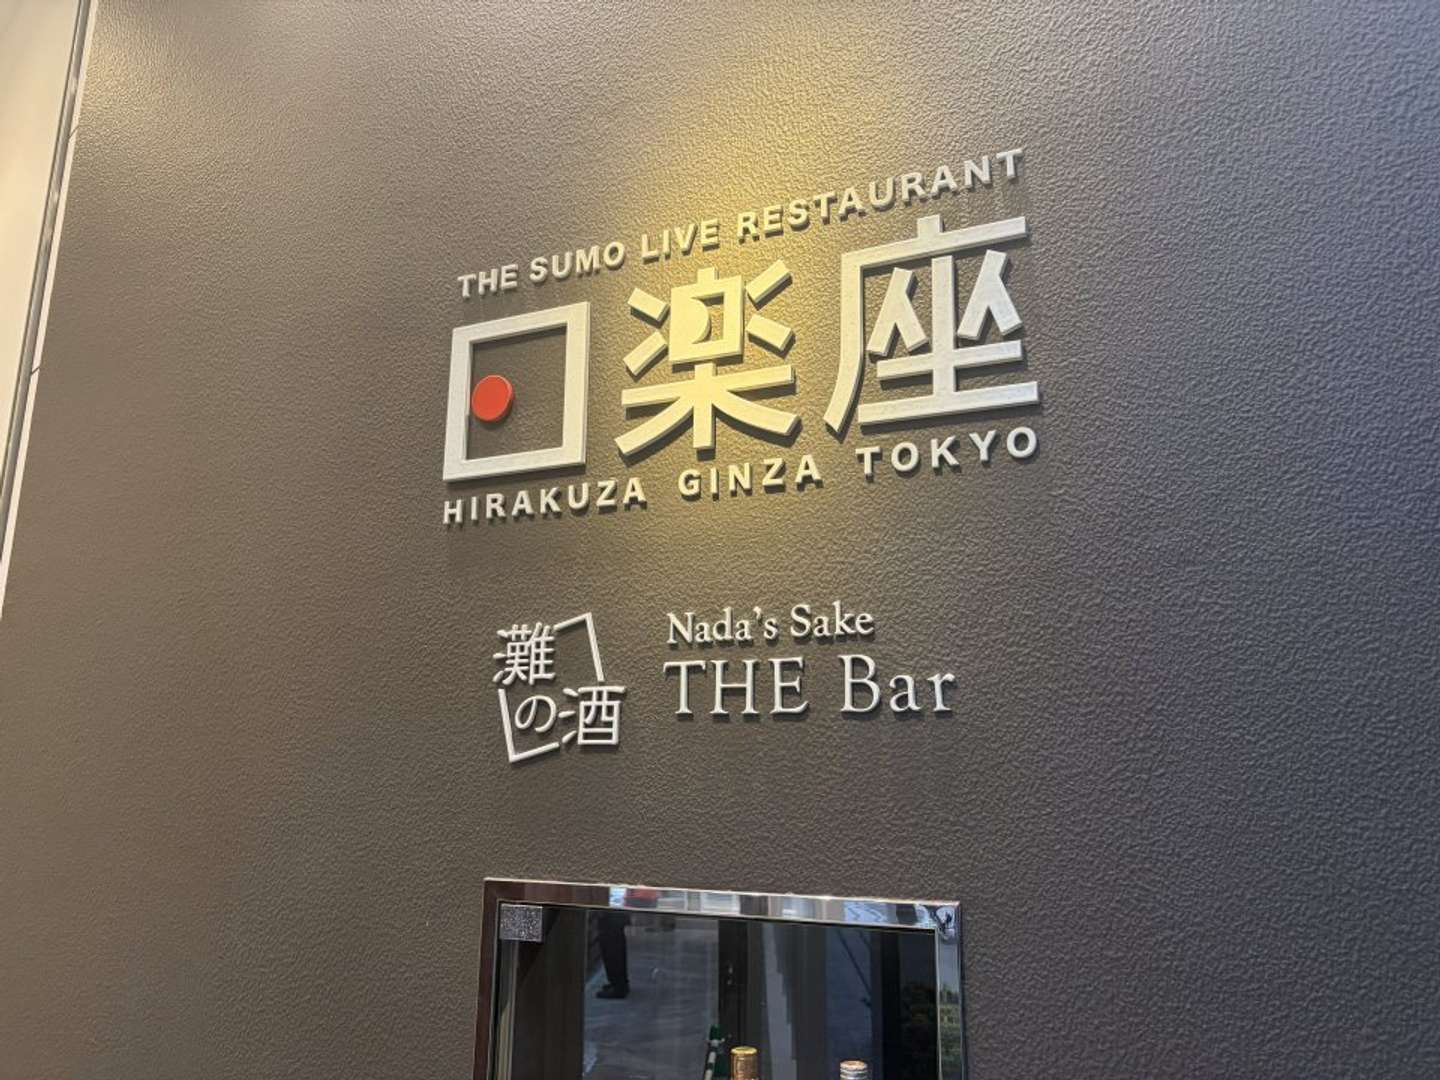 THE SUMO LIVE RESTAURANT
日楽座
HIRAKUZA GINZA TOKYO
灘の酒
Nada's Sake
THE Bar